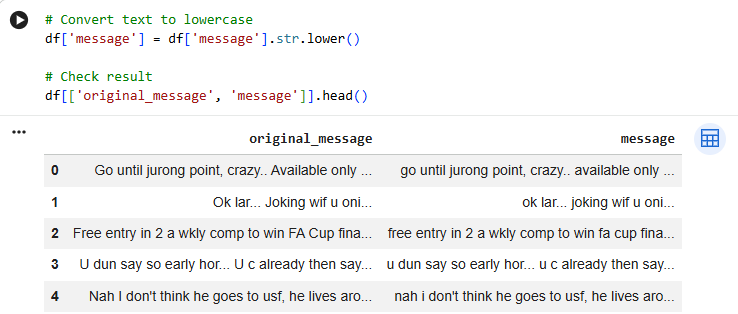 # Convert text to lowercase
df['message'] = df['message'].str.lower()
# Check result
df[['original_message', 'message']].head()
original_message message
0 Go until jurong point, crazy.. Available only ... go until jurong point, crazy.. available only ...
1 Ok lar... Joking wif u oni... ok lar... joking wif u oni...
2 Free entry in 2 a wkly comp to win FA Cup fina... free entry in 2 a wkly comp to win fa cup fina...
3 U dun say so early hor... U c already then say... u dun say so early hor... u c already then say...
4 Nah I don't think he goes to usf, he lives aro... nah i don't think he goes to usf, he lives aro...